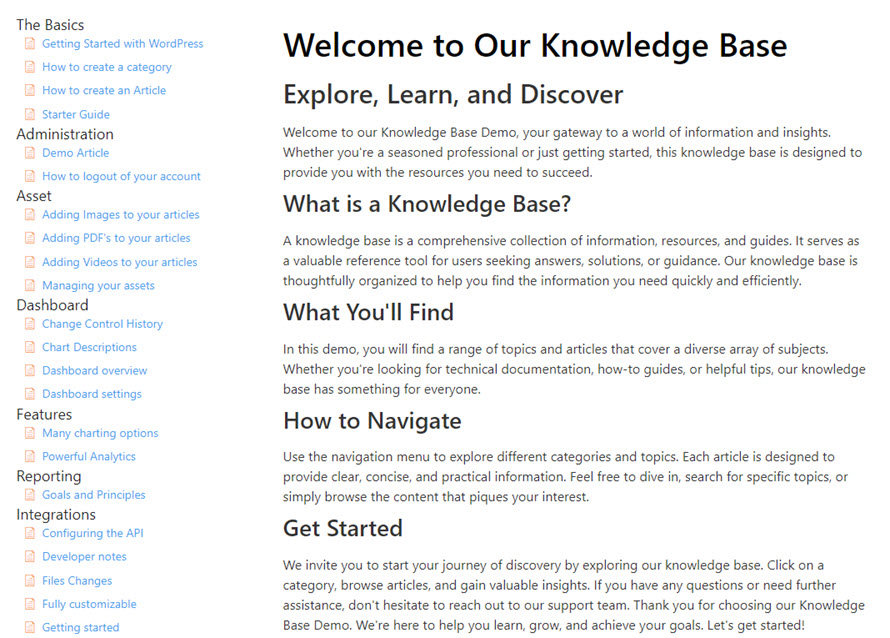 The Basics
Getting Started with WordPress
How to create a category
How to create an Article
Starter Guide
Administration
Demo Article
How to logout of your account
Asset
Adding Images to your articles
Adding PDF's to your articles
Adding Videos to your articles
Managing your assets
Dashboard
Change Control History
Chart Descriptions
Dashboard overview
Dashboard settings
Features
Many charting options
Powerful Analytics
Reporting
Goals and Principles
Integrations
Configuring the API
Developer notes
Files Changes
Fully customizable
Getting started
Welcome to Our Knowledge Base
Explore, Learn, and Discover
Welcome to our Knowledge Base Demo, your gateway to a world of information and insights.
Whether you're a seasoned professional or just getting started, this knowledge base is designed to
provide you with the resources you need to succeed.
What is a Knowledge Base?
A knowledge base is a comprehensive collection of information, resources, and guides. It serves as
a valuable reference tool for users seeking answers, solutions, or guidance. Our knowledge base is
thoughtfully organized to help you find the information you need quickly and efficiently.
What You'll Find
In this demo, you will find a range of topics and articles that cover a diverse array of subjects.
Whether you're looking for technical documentation, how-to guides, or helpful tips, our knowledge
base has something for everyone.
How to Navigate
Use the navigation menu to explore different categories and topics. Each article is designed to
provide clear, concise, and practical information. Feel free to dive in, search for specific topics, or
simply browse the content that piques your interest.
Get Started
We invite you to start your journey of discovery by exploring our knowledge base. Click on a
category, browse articles, and gain valuable insights. If you have any questions or need further
assistance, don't hesitate to reach out to our support team. Thank you for choosing our Knowledge
Base Demo. We're here to help you learn, grow, and achieve your goals. Let's get started!